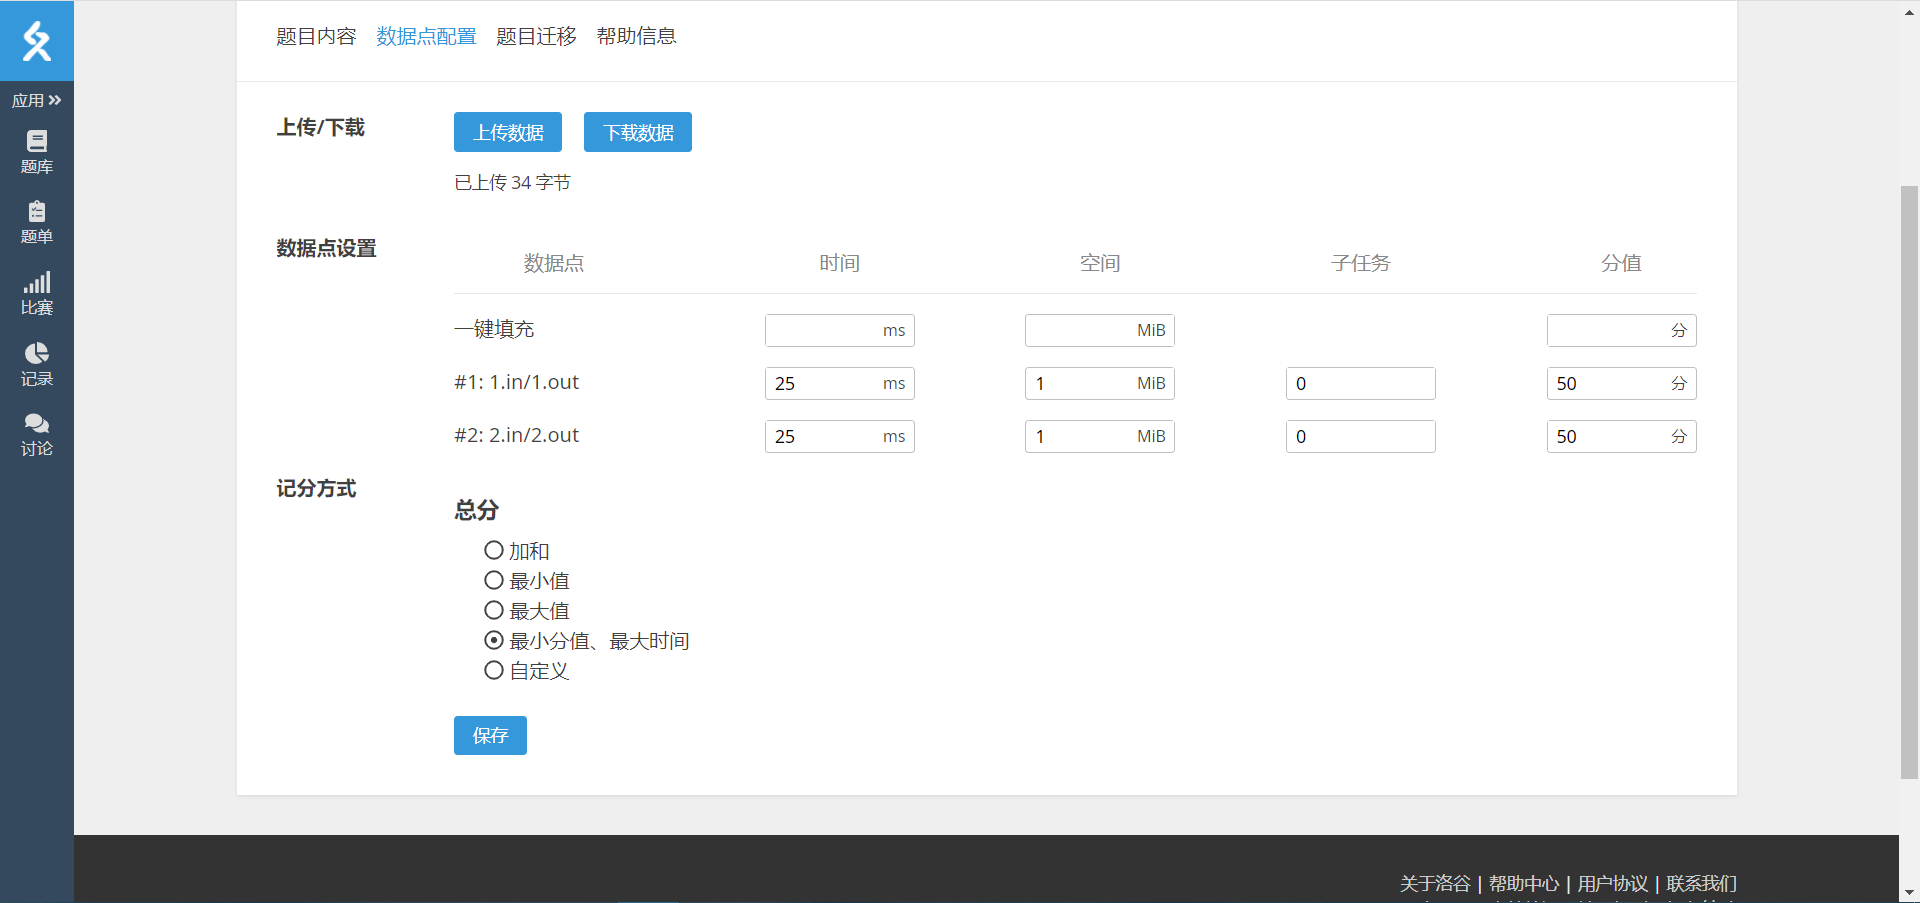 题目内容 数据点配置 题目迁移 帮助信息
应用
题库
题单
比赛
记录
讨论
上传/下载
上传数据 下载数据
已上传 34 字节
数据点设置
数据点 时间 空间 子任务 分值
一键填充 ms MiB 分
#1: 1.in/1.out 25 ms 1 MiB 0 50 分
#2: 2.in/2.out 25 ms 1 MiB 0 50 分
记分方式
总分
加和
最小值
最大值
最小分值、最大时间
自定义
保存
关于洛谷 | 帮助中心 | 用户协议 | 联系我们